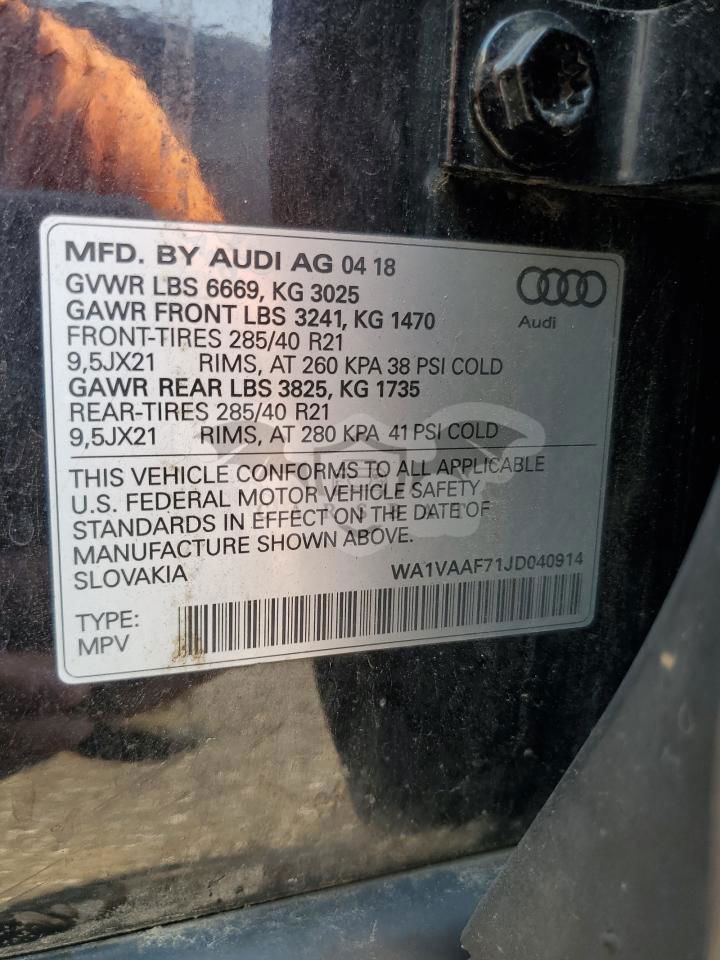 MFD. BY AUDI AG 04 18
GVWR LBS 6669, KG 3025
GAWR FRONT LBS 3241, KG 1470
FRONT-TIRES 285/40 R21
9,5JX21 RIMS, AT 260 KPA 38 PSI COLD
GAWR REAR LBS 3825, KG 1735
REAR-TIRES 285/40 R21
9,5JX21 RIMS, AT 280 KPA 41 PSI COLD
Audi
THIS VEHICLE CONFORMS TO ALL APPLICABLE
U.S. FEDERAL MOTOR VEHICLE SAFETY
STANDARDS IN EFFECT ON THE DATE OF
MANUFACTURE SHOWN ABOVE.
SLOVAKIA WA1VAAF71JD040914
TYPE:
MPV